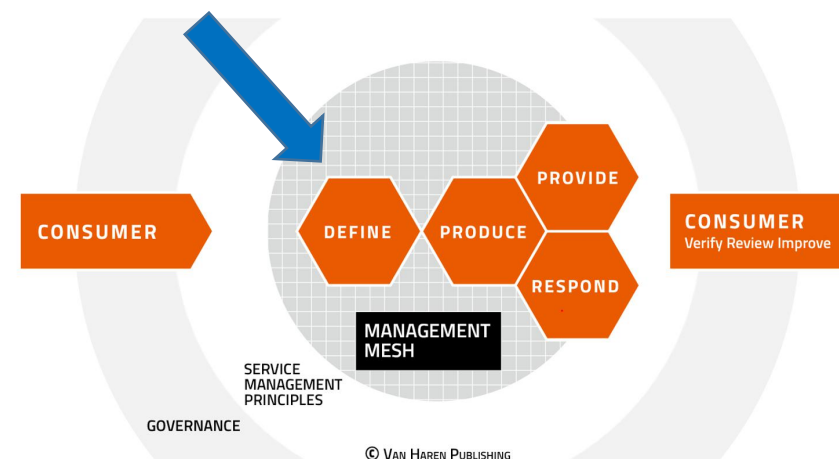 CONSUMER
DEFINE
PRODUCE
PROVIDE
RESPOND
CONSUMER
Verify Review Improve
MANAGEMENT
MESH
SERVICE
MANAGEMENT
PRINCIPLES
GOVERNANCE
© VAN HAREN PUBLISHING